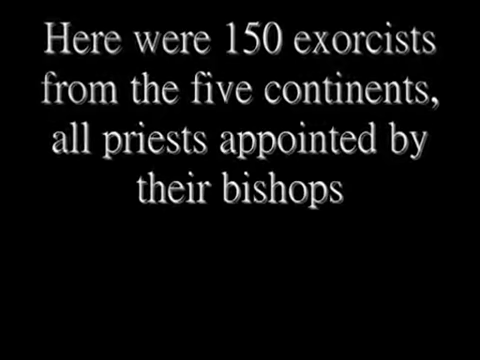 Here were 150 exorcists
from the five continents,
all priests appointed by
their bishops